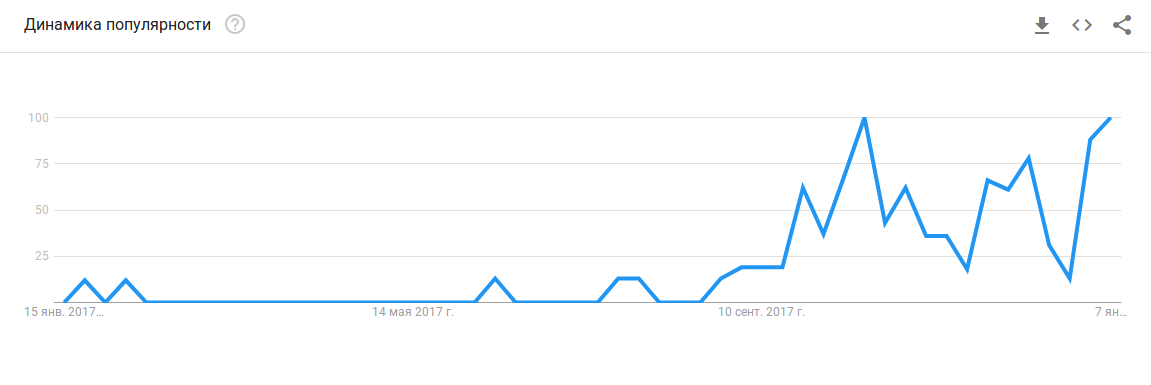 Динамика популярности
100
75
50
25
15 янв. 2017… 14 мая 2017 г. 10 сент. 2017 г. 7 ян…